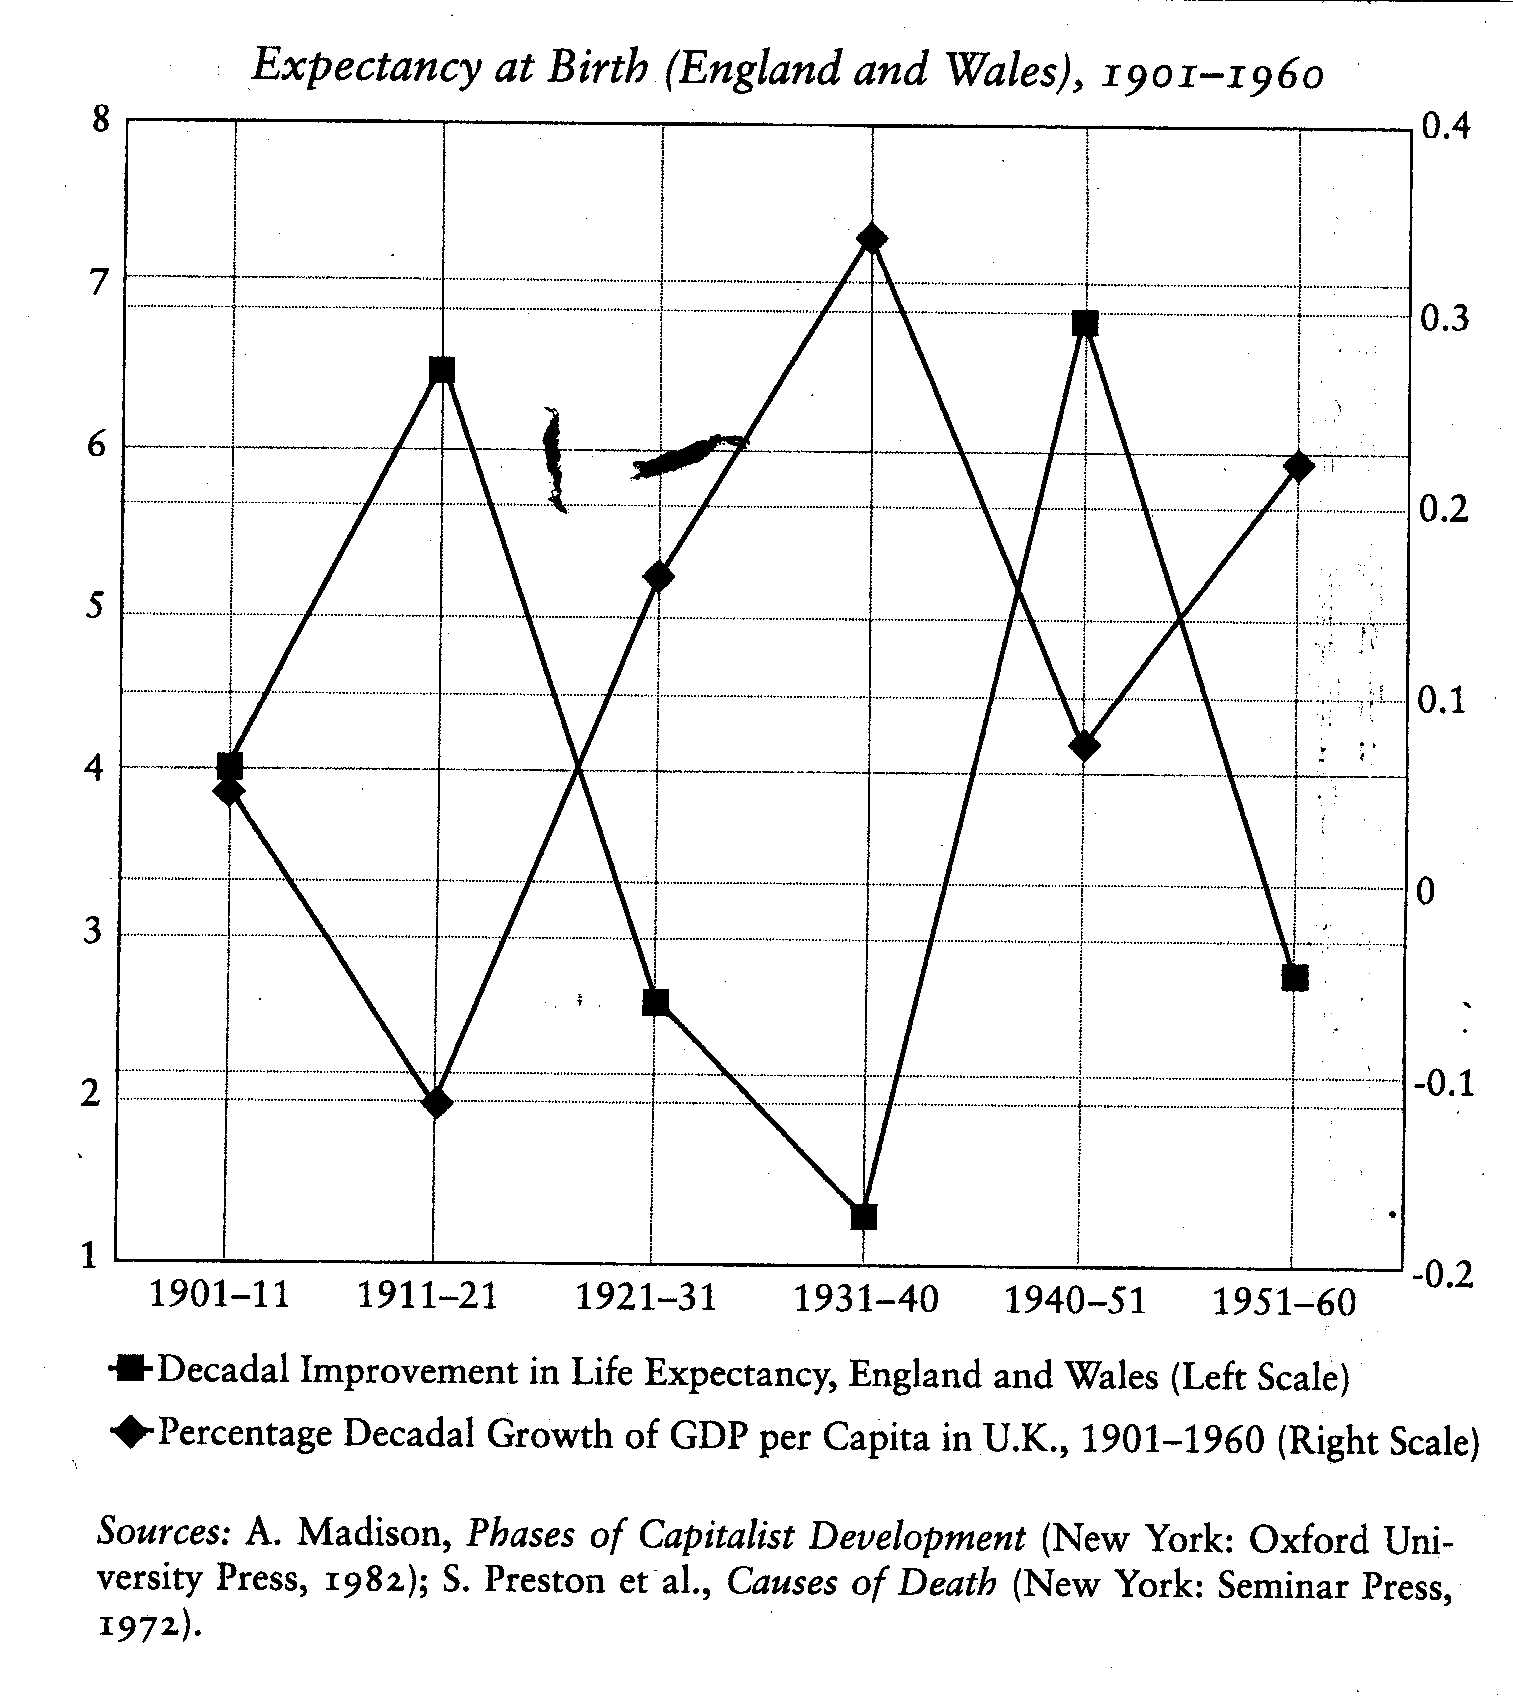 Expectancy at Birth (England and Wales), 1901–1960
8
7
6
5
4
3
2
1
0.4
0.3
0.2
0.1
0
-0.1
-0.2
1901–11 1911–21 1921–31 1931–40 1940–51 1951–60
Decadal Improvement in Life Expectancy, England and Wales (Left Scale)
Percentage Decadal Growth of GDP per Capita in U.K., 1901–1960 (Right Scale)
Sources: A. Madison, Phases of Capitalist Development (New York: Oxford Uni-
versity Press, 1982); S. Preston et al., Causes of Death (New York: Seminar Press,
1972).